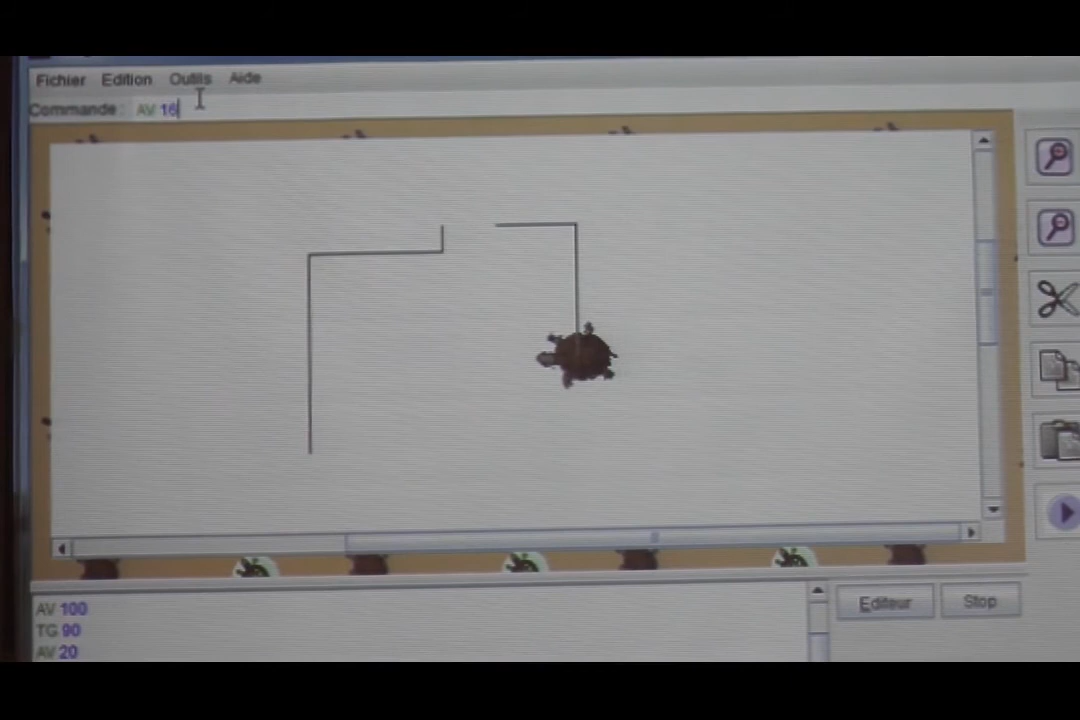 Fichier Edition Outils Aide
Commande : AV 16
AV 100
TG 90
AV 20
Editeur
Stop